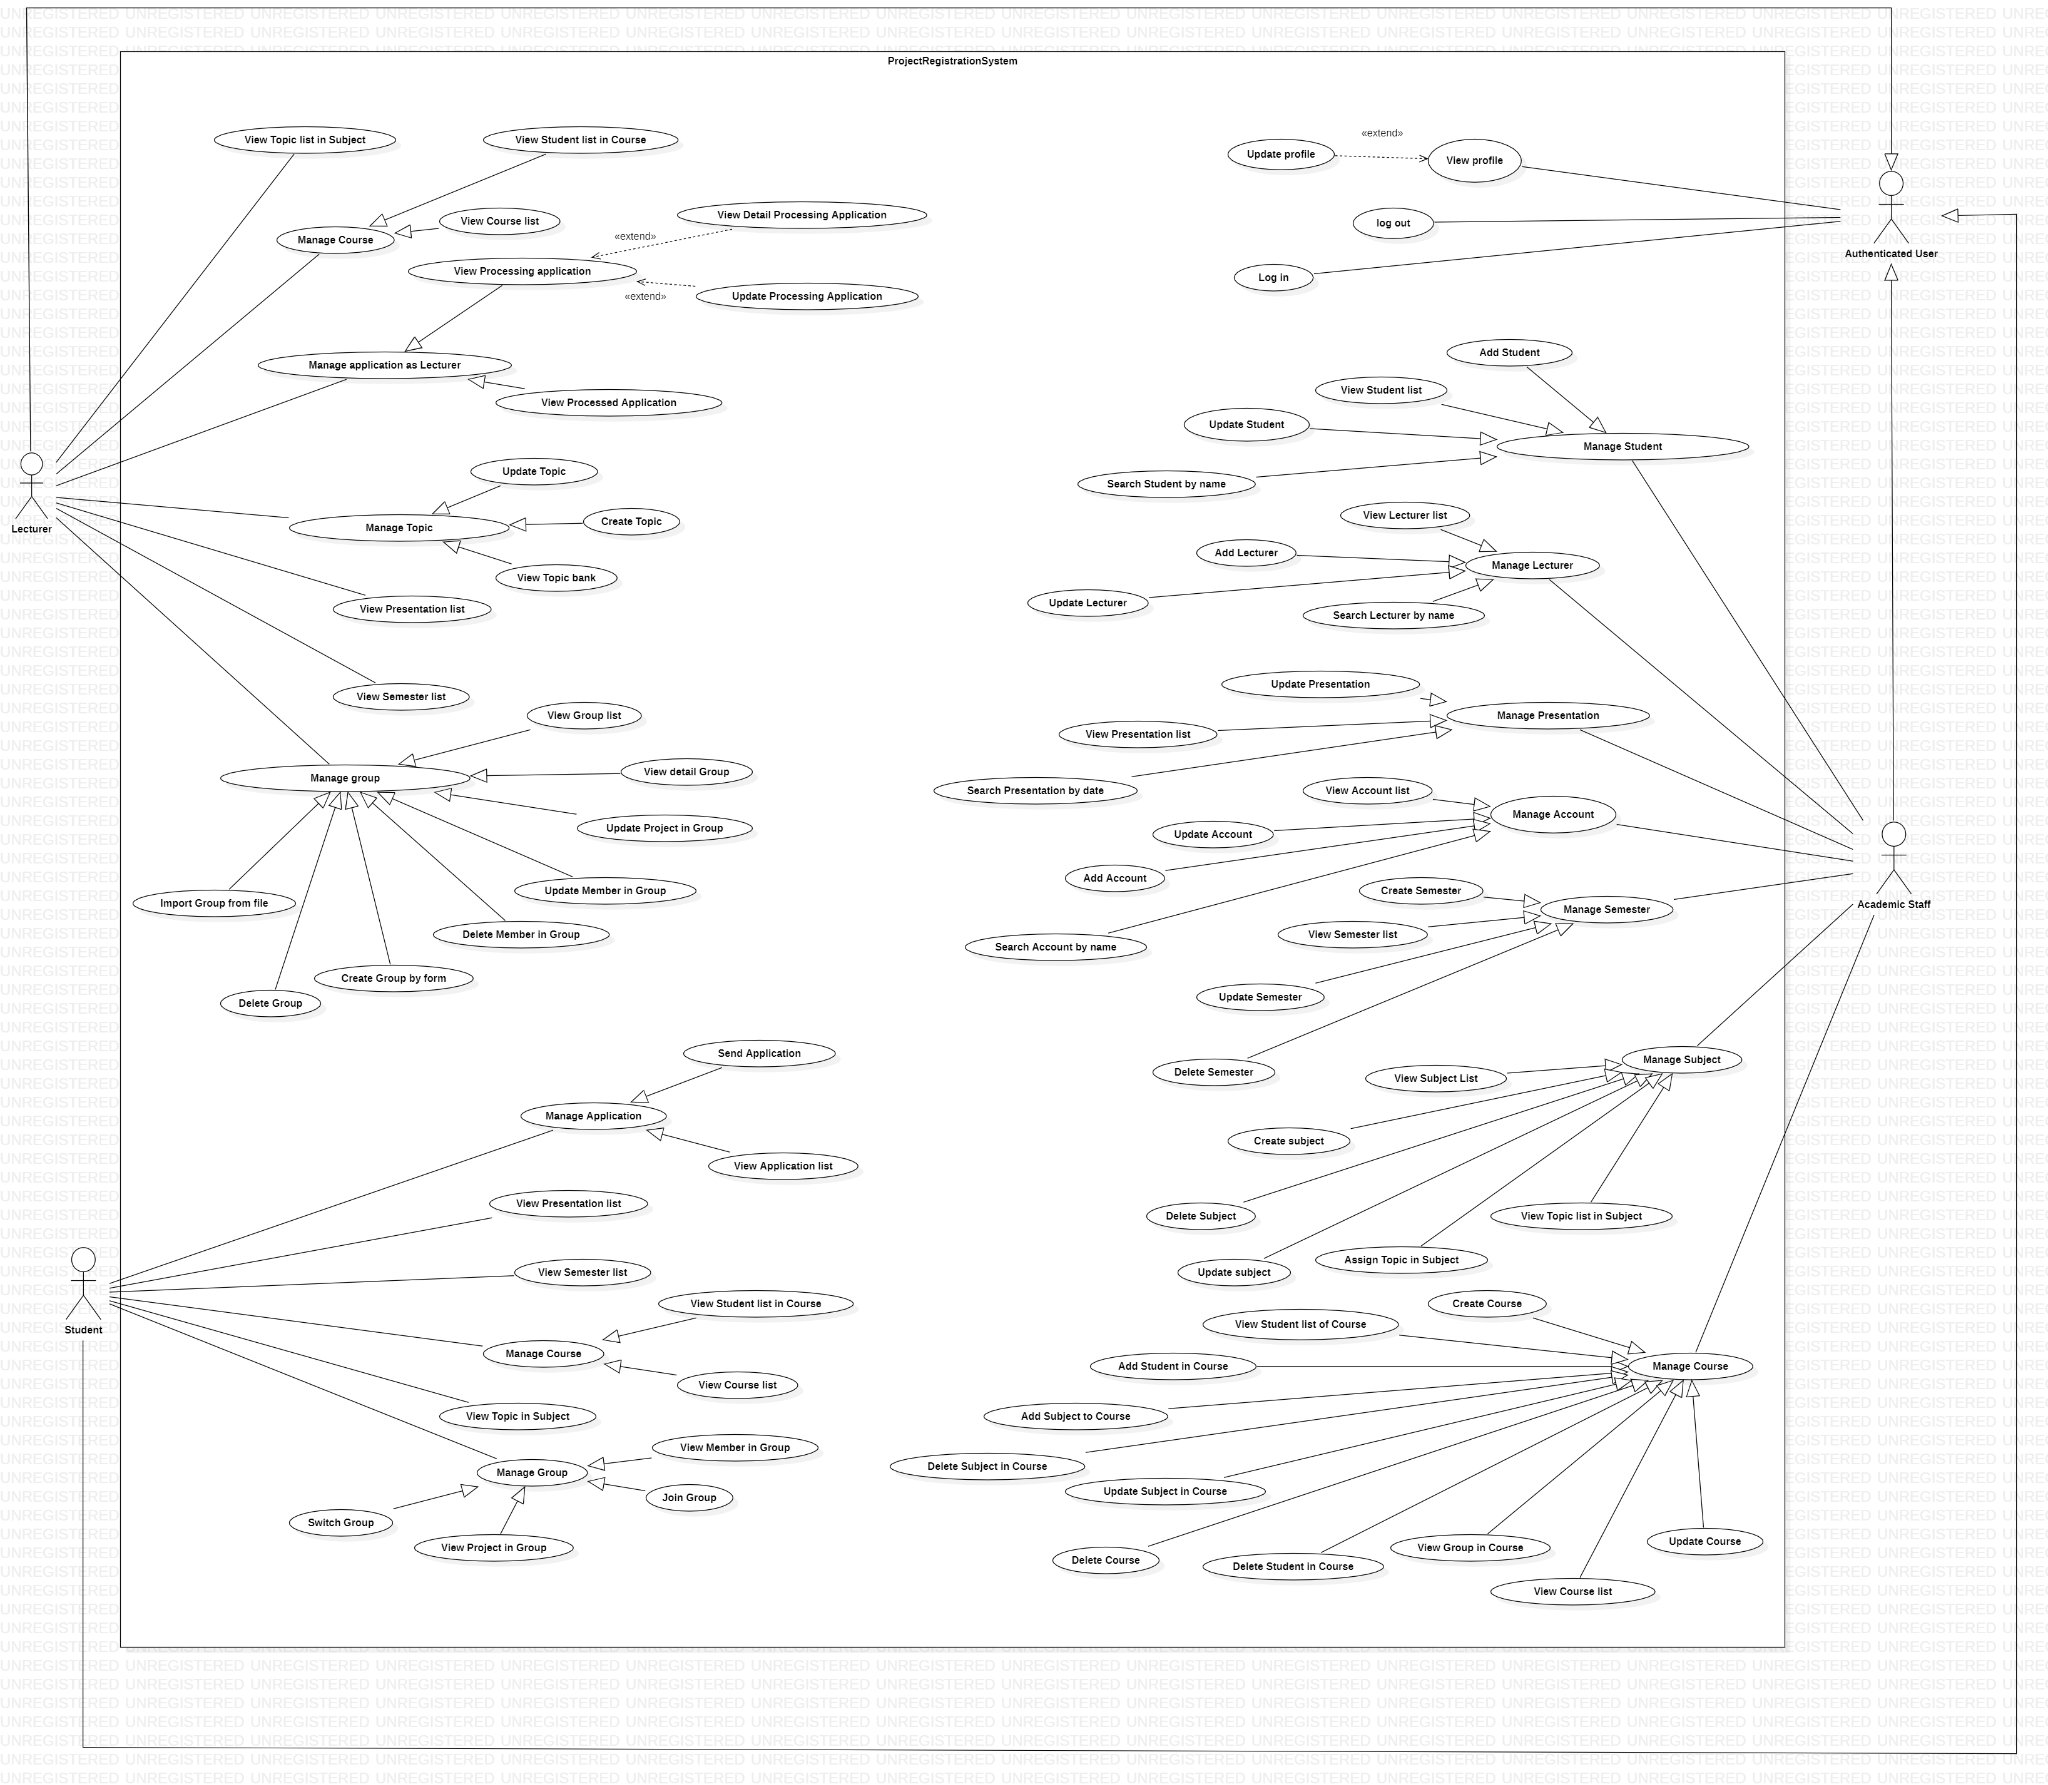 ProjectRegistrationSystem
View Topic list in Subject
View Student list in Course
View Course list
Manage Course
View Detail Processing Application
«extend»
View Processing application
«extend»
Update Processing Application
Manage application as Lecturer
View Processed Application
Lecturer
Update Topic
Manage Topic
Create Topic
View Topic bank
View Presentation list
View Semester list
View Group list
Manage group
View detail Group
Update Project in Group
Import Group from file
Update Member in Group
Delete Member in Group
Create Group by form
Delete Group
Send Application
Manage Application
View Application list
View Presentation list
Student
View Semester list
View Student list in Course
Manage Course
View Course list
View Topic in Subject
View Member in Group
Manage Group
Join Group
Switch Group
View Project in Group
«extend»
Update profile
View profile
log out
Log in
Authenticated User
Add Student
View Student list
Update Student
Manage Student
Search Student by name
View Lecturer list
Add Lecturer
Manage Lecturer
Update Lecturer
Search Lecturer by name
Update Presentation
Manage Presentation
View Presentation list
Search Presentation by date
View Account list
Manage Account
Update Account
Add Account
Search Account by name
Academic Staff
Create Semester
Manage Semester
View Semester list
Update Semester
Delete Semester
Manage Subject
View Subject List
Create subject
Delete Subject
View Topic list in Subject
Assign Topic in Subject
Update subject
Create Course
View Student list of Course
Manage Course
Add Student in Course
Add Subject to Course
Delete Subject in Course
Update Subject in Course
Delete Course
Delete Student in Course
View Group in Course
Update Course
View Course list
UNREGISTERED